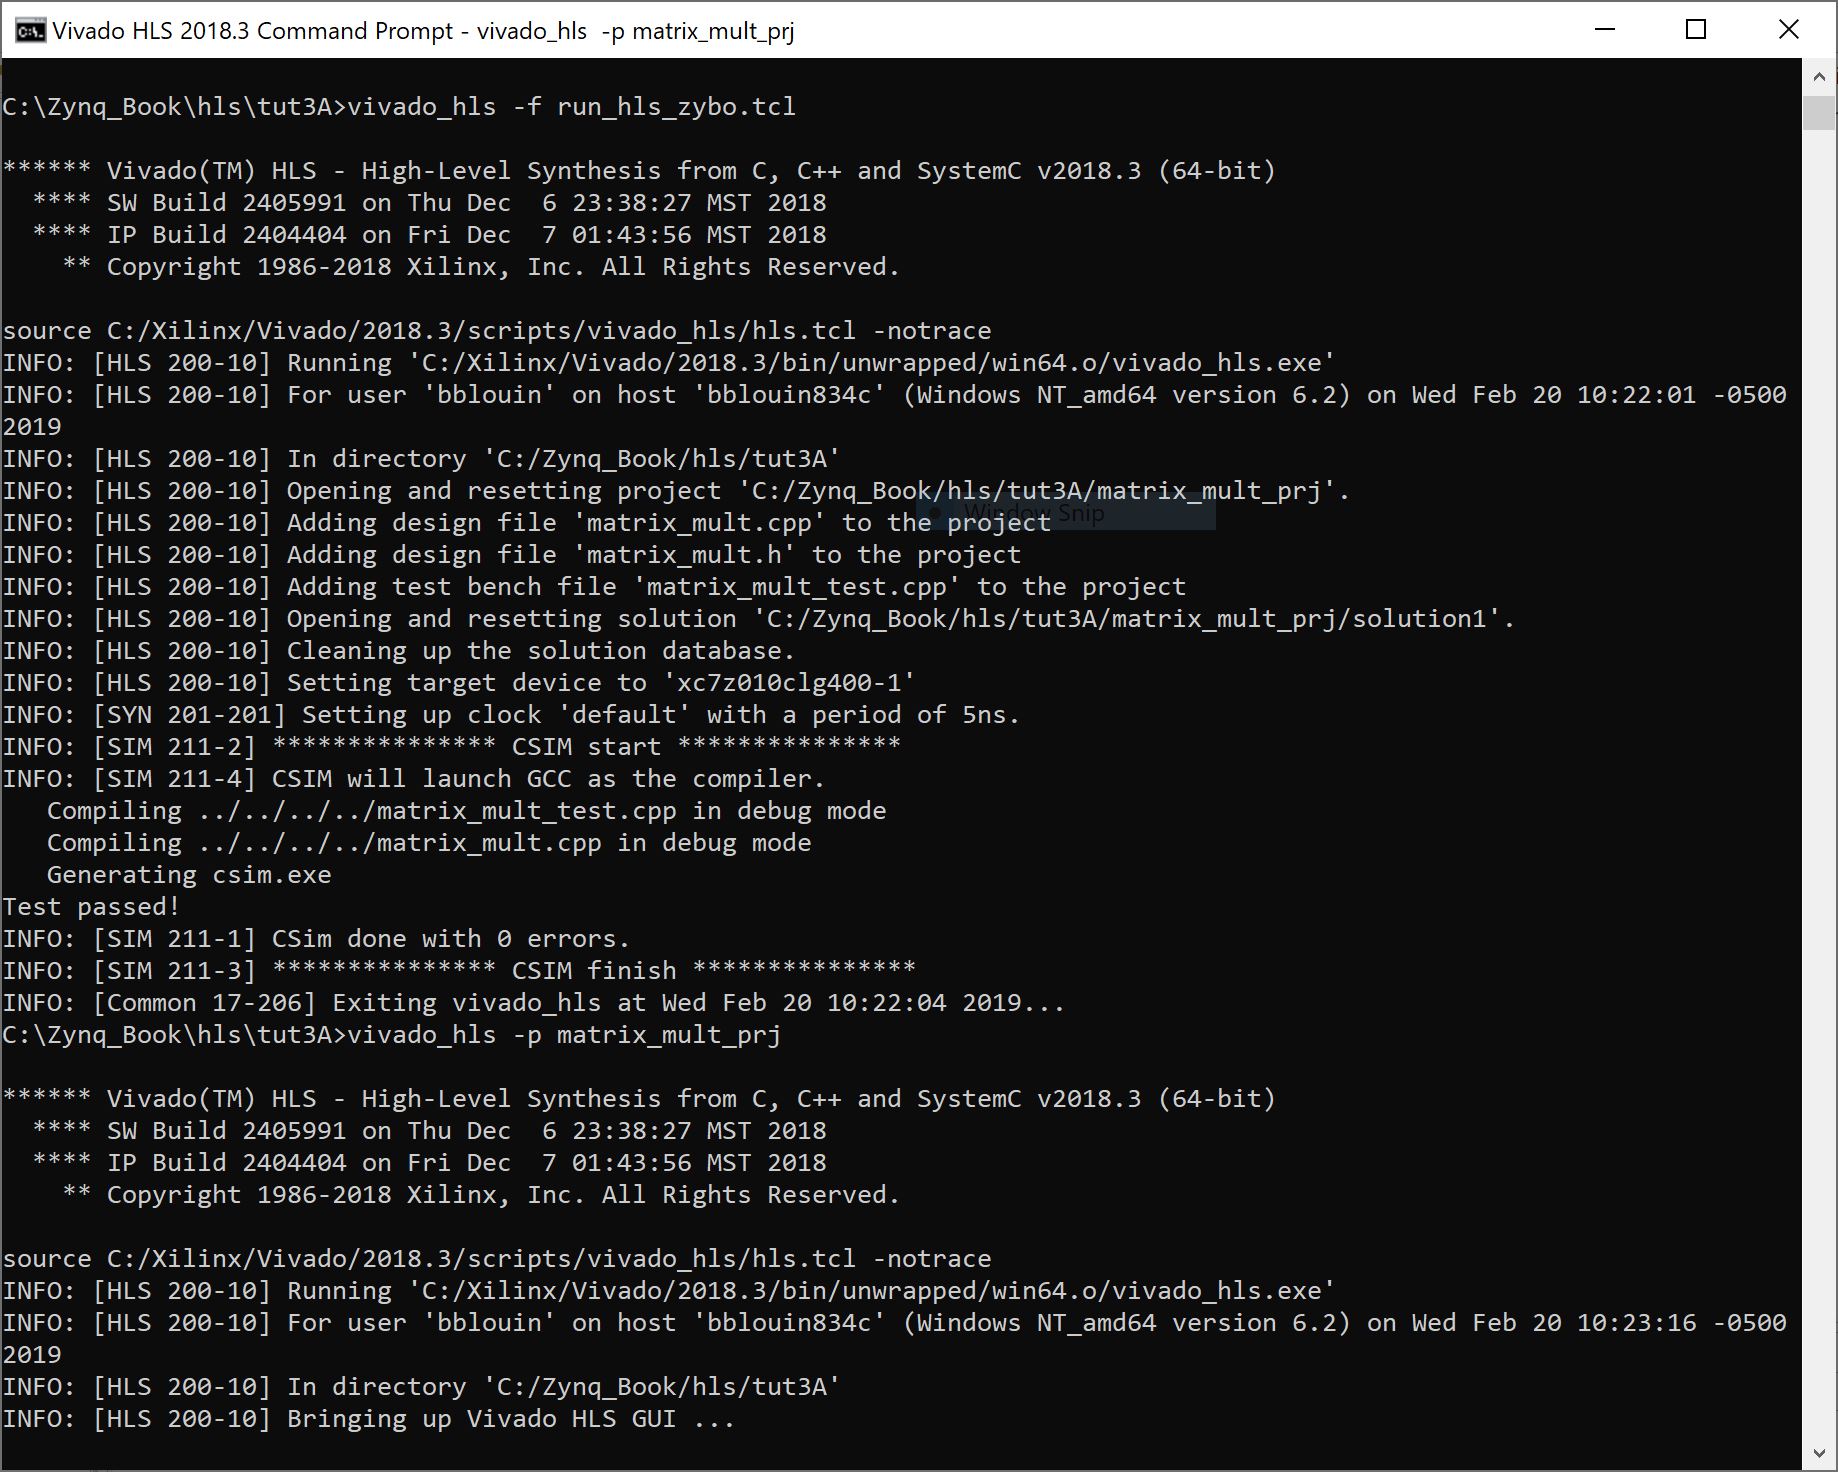 Vivado HLS 2018.3 Command Prompt - vivado_hls  -p matrix_mult_prj
C:\Zynq_Book\hls\tut3A>vivado_hls -f run_hls_zybo.tcl
****** Vivado(TM) HLS - High-Level Synthesis from C, C++ and SystemC v2018.3 (64-bit)
  **** SW Build 2405991 on Thu Dec  6 23:38:27 MST 2018
  **** IP Build 2404404 on Fri Dec  7 01:43:56 MST 2018
    ** Copyright 1986-2018 Xilinx, Inc. All Rights Reserved.
source C:/Xilinx/Vivado/2018.3/scripts/vivado_hls/hls.tcl -notrace
INFO: [HLS 200-10] Running 'C:/Xilinx/Vivado/2018.3/bin/unwrapped/win64.o/vivado_hls.exe'
INFO: [HLS 200-10] For user 'bblouin' on host 'bblouin834c' (Windows NT_amd64 version 6.2) on Wed Feb 20 10:22:01 -0500
2019
INFO: [HLS 200-10] In directory 'C:/Zynq_Book/hls/tut3A'
INFO: [HLS 200-10] Opening and resetting project 'C:/Zynq_Book/hls/tut3A/matrix_mult_prj'.
Window Snip
INFO: [HLS 200-10] Adding design file 'matrix_mult.cpp' to the project
INFO: [HLS 200-10] Adding design file 'matrix_mult.h' to the project
INFO: [HLS 200-10] Adding test bench file 'matrix_mult_test.cpp' to the project
INFO: [HLS 200-10] Opening and resetting solution 'C:/Zynq_Book/hls/tut3A/matrix_mult_prj/solution1'.
INFO: [HLS 200-10] Cleaning up the solution database.
INFO: [HLS 200-10] Setting target device to 'xc7z010clg400-1'
INFO: [SYN 201-201] Setting up clock 'default' with a period of 5ns.
INFO: [SIM 211-2] *************** CSIM start ***************
INFO: [SIM 211-4] CSIM will launch GCC as the compiler.
   Compiling ../../../../matrix_mult_test.cpp in debug mode
   Compiling ../../../../matrix_mult.cpp in debug mode
   Generating csim.exe
Test passed!
INFO: [SIM 211-1] CSim done with 0 errors.
INFO: [SIM 211-3] *************** CSIM finish ***************
INFO: [Common 17-206] Exiting vivado_hls at Wed Feb 20 10:22:04 2019...
C:\Zynq_Book\hls\tut3A>vivado_hls -p matrix_mult_prj
****** Vivado(TM) HLS - High-Level Synthesis from C, C++ and SystemC v2018.3 (64-bit)
  **** SW Build 2405991 on Thu Dec  6 23:38:27 MST 2018
  **** IP Build 2404404 on Fri Dec  7 01:43:56 MST 2018
    ** Copyright 1986-2018 Xilinx, Inc. All Rights Reserved.
source C:/Xilinx/Vivado/2018.3/scripts/vivado_hls/hls.tcl -notrace
INFO: [HLS 200-10] Running 'C:/Xilinx/Vivado/2018.3/bin/unwrapped/win64.o/vivado_hls.exe'
INFO: [HLS 200-10] For user 'bblouin' on host 'bblouin834c' (Windows NT_amd64 version 6.2) on Wed Feb 20 10:23:16 -0500
2019
INFO: [HLS 200-10] In directory 'C:/Zynq_Book/hls/tut3A'
INFO: [HLS 200-10] Bringing up Vivado HLS GUI ...